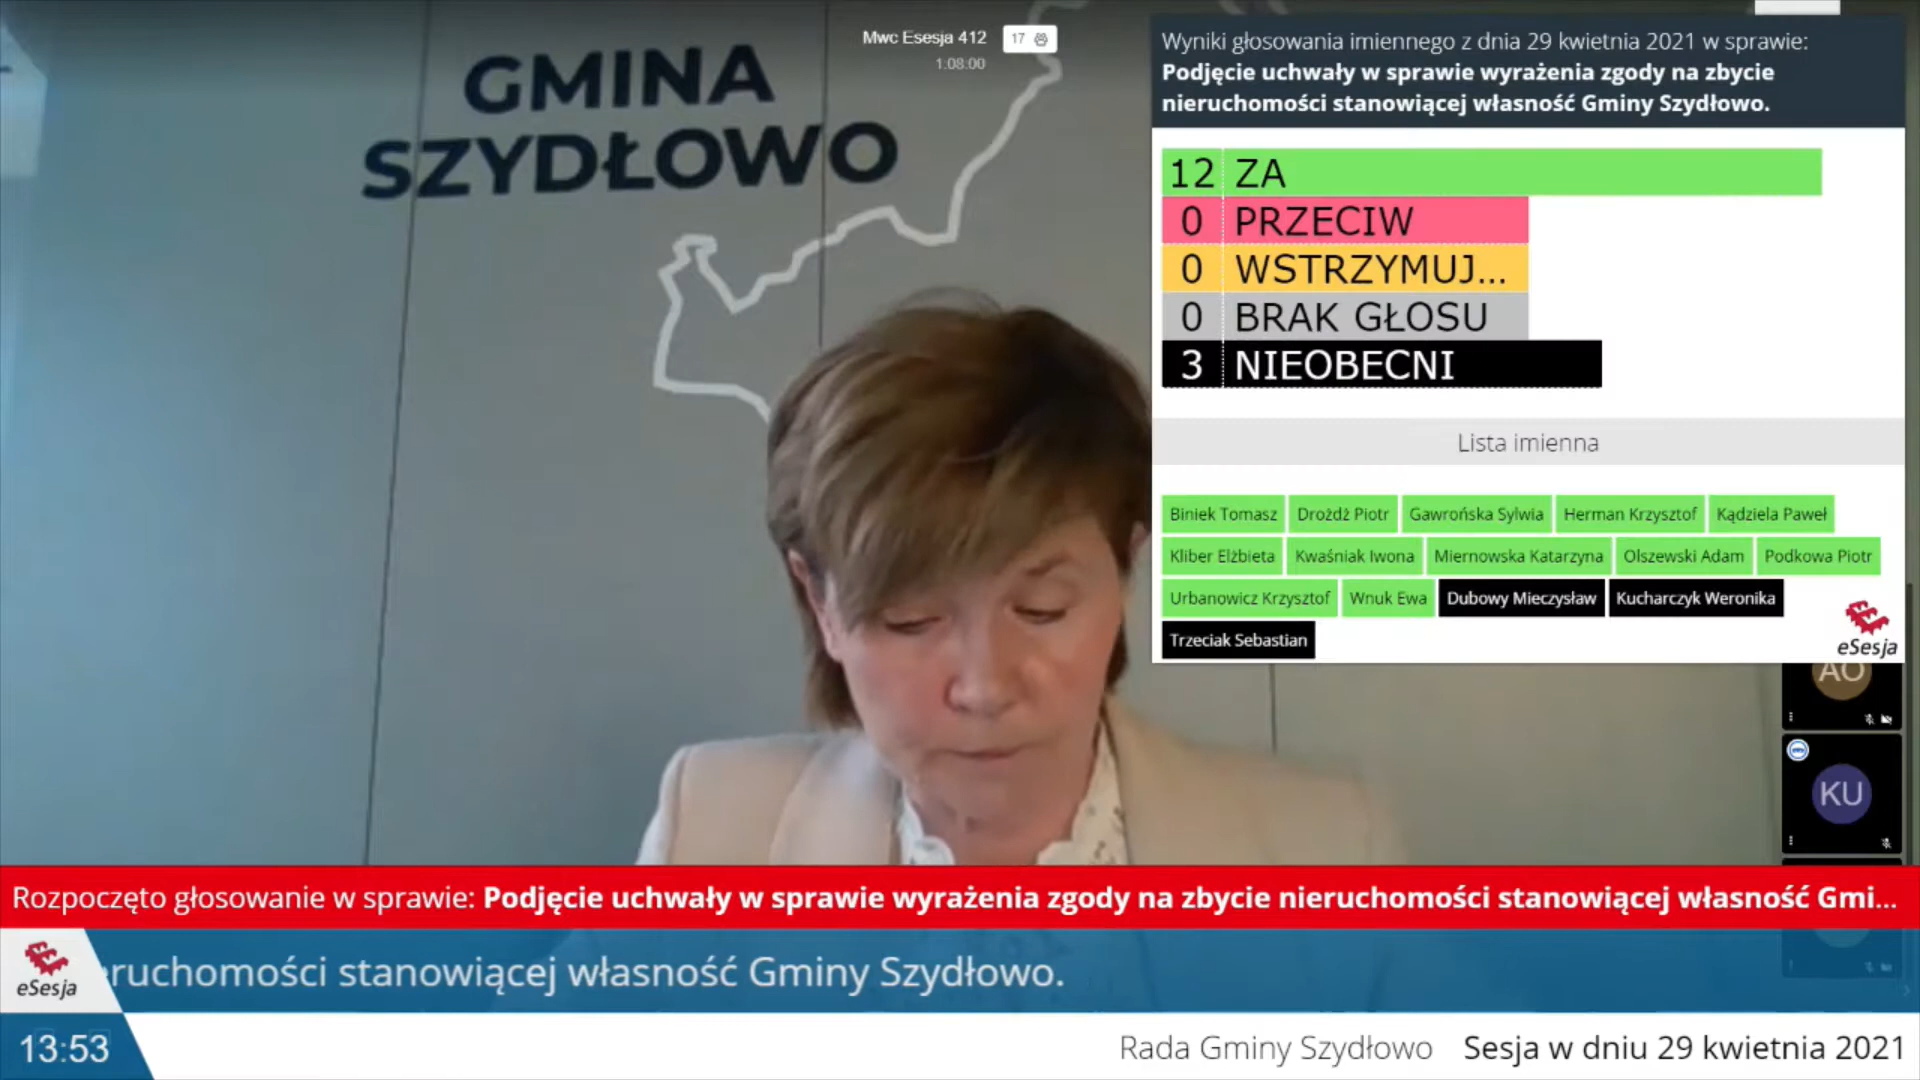 GMINA
SZYDŁOWO
Mwc Esesja 412
17
1:08:00
Wyniki głosowania imiennego z dnia 29 kwietnia 2021 w sprawie:
Podjęcie uchwały w sprawie wyrażenia zgody na zbycie
nieruchomości stanowiącej własność Gminy Szydłowo.
12 ZA
0 PRZECIW
0 WSTRZYMUJ...
0 BRAK GŁOSU
3 NIEOBECNI
Lista imienna
Biniek Tomasz Drożdż Piotr Gawrońska Sylwia Herman Krzysztof Kądziela Paweł
Kliber Elżbieta Kwaśniak Iwona Miernowska Katarzyna Olszewski Adam Podkowa Piotr
Urbanowicz Krzysztof Wnuk Ewa Dubowy Mieczysław Kucharczyk Weronika
Trzeciak Sebastian
eSesja
AO
KU
Rozpoczęto głosowanie w sprawie: Podjęcie uchwały w sprawie wyrażenia zgody na zbycie nieruchomości stanowiącej własność Gmi...
eSesja
eruchomości stanowiącej własność Gminy Szydłowo.
13:53
Rada Gminy Szydłowo Sesja w dniu 29 kwietnia 2021